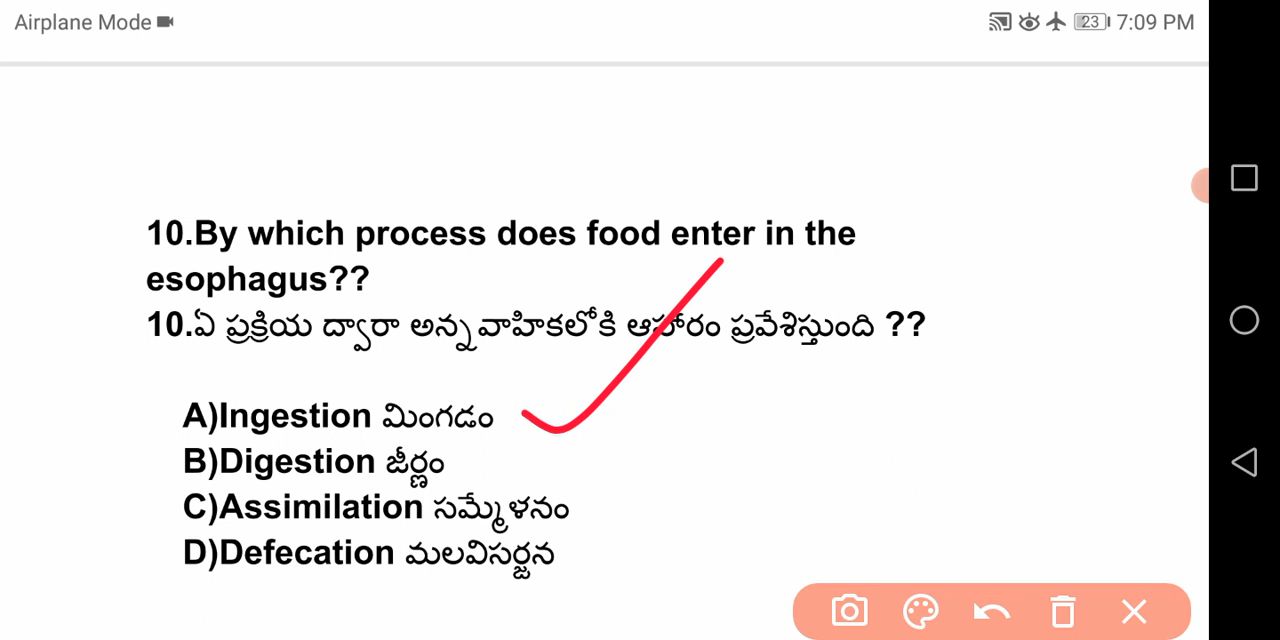 Airplane Mode
23 7:09 PM
10.By which process does food enter in the
esophagus??
10.ఏ ప్రక్రియ ద్వారా అన్నవాహికలోకి ఆహారం ప్రవేశిస్తుంది ??
A)Ingestion మింగడం
B)Digestion జీర్ణం
C)Assimilation సమ్మేళనం
D)Defecation మలవిసర్జన